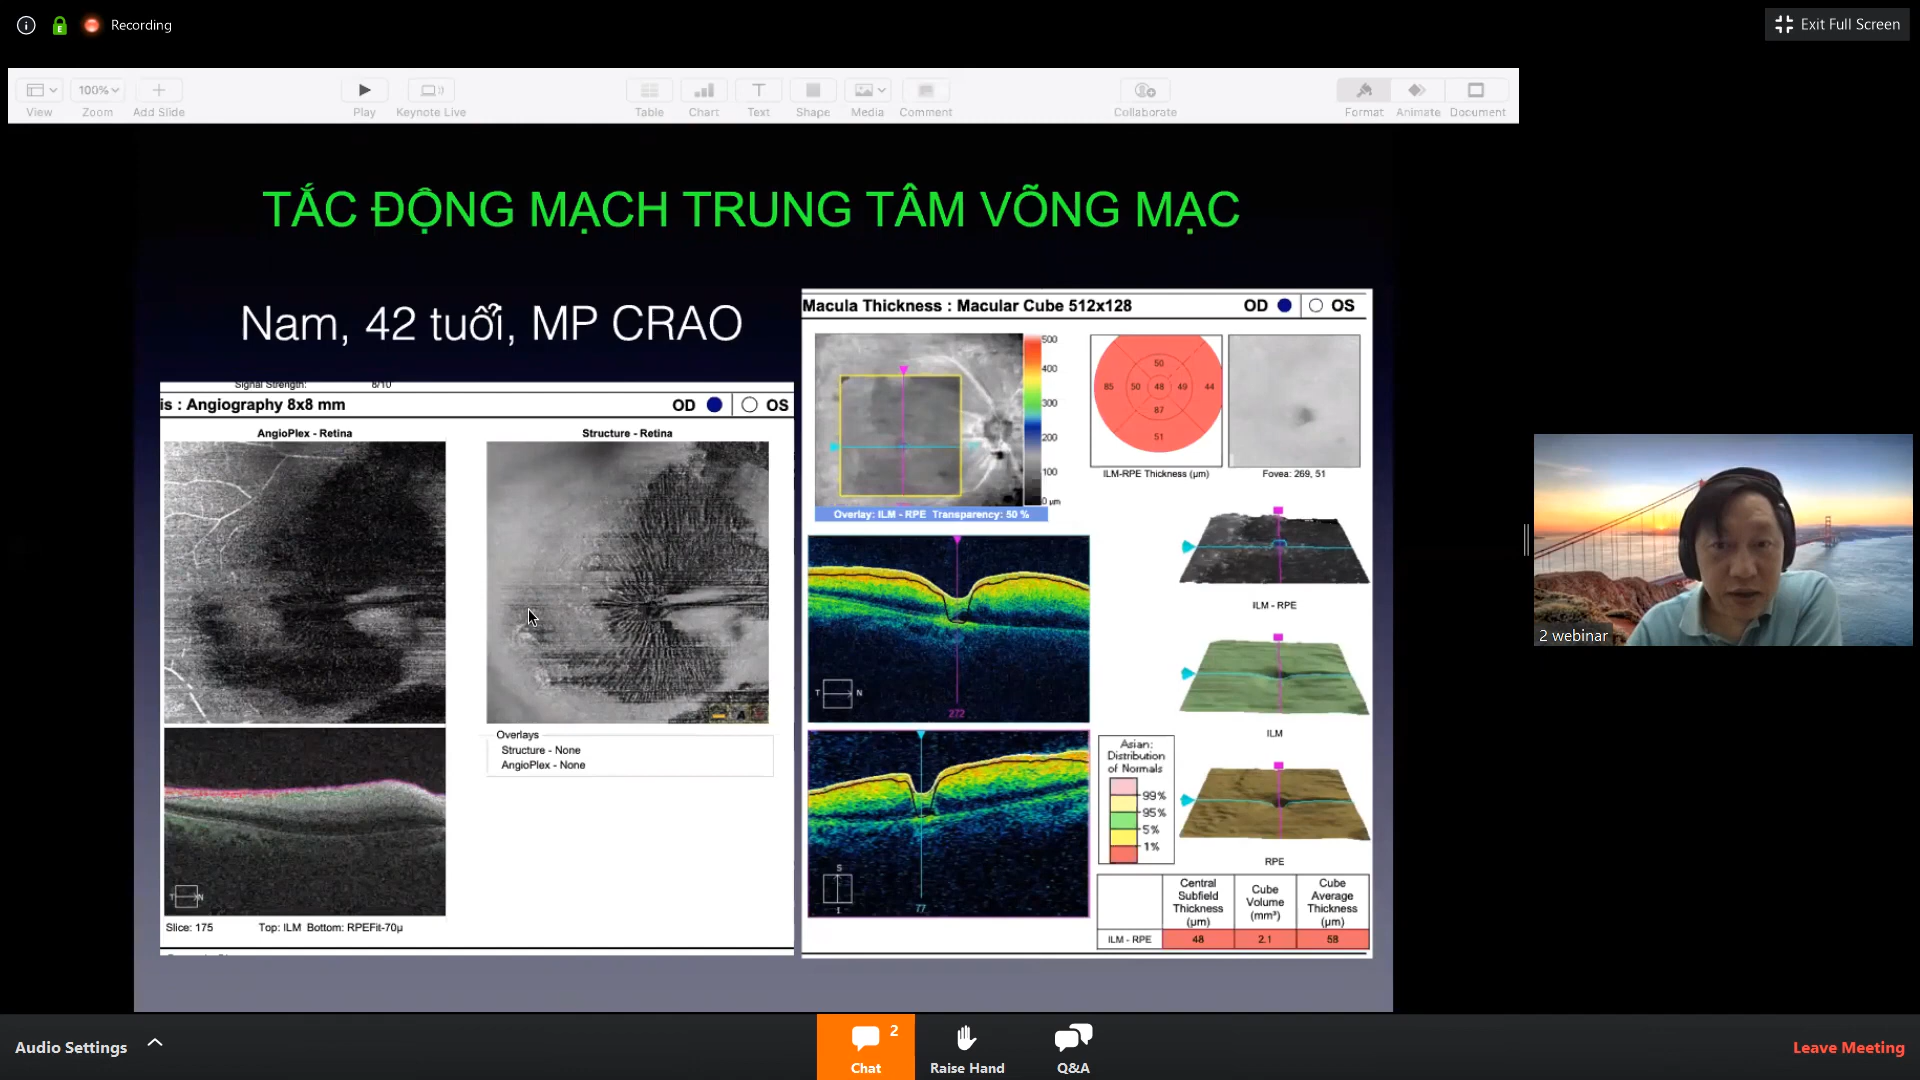 Recording
Exit Full Screen
100%
View
Zoom
Add Slide
Play
Keynote Live
Table
Chart
Text
Shape
Media
Comment
Collaborate
Format
Animate
Document
TẮC ĐỘNG MẠCH TRUNG TÂM VÕNG MẠC
Nam, 42 tuổi, MP CRAO
Signal Strength: 8/10
is : Angiography 8x8 mm
OD OS
AngioPlex - Retina
Structure - Retina
Overlays
Structure - None
AngioPlex - None
T N
Slice: 175
Top: ILM Bottom: RPEFit-70µ
Macula Thickness : Macular Cube 512x128
OD OS
500
400
300
200
100
0 µm
Overlay: ILM - RPE Transparency: 50 %
50
85 50 48 49 44
87
51
ILM-RPE Thickness (µm)
Fovea: 269, 51
T N
272
S
I
77
ILM - RPE
ILM
RPE
Asian:
Distribution
of Normals
99%
95%
5%
1%
Central
Subfield
Thickness
(µm)
Cube
Volume
(mm³)
Cube
Average
Thickness
(µm)
ILM - RPE 48 2.1 58
2 webinar
Audio Settings
2
Chat
Raise Hand
Q&A
Leave Meeting